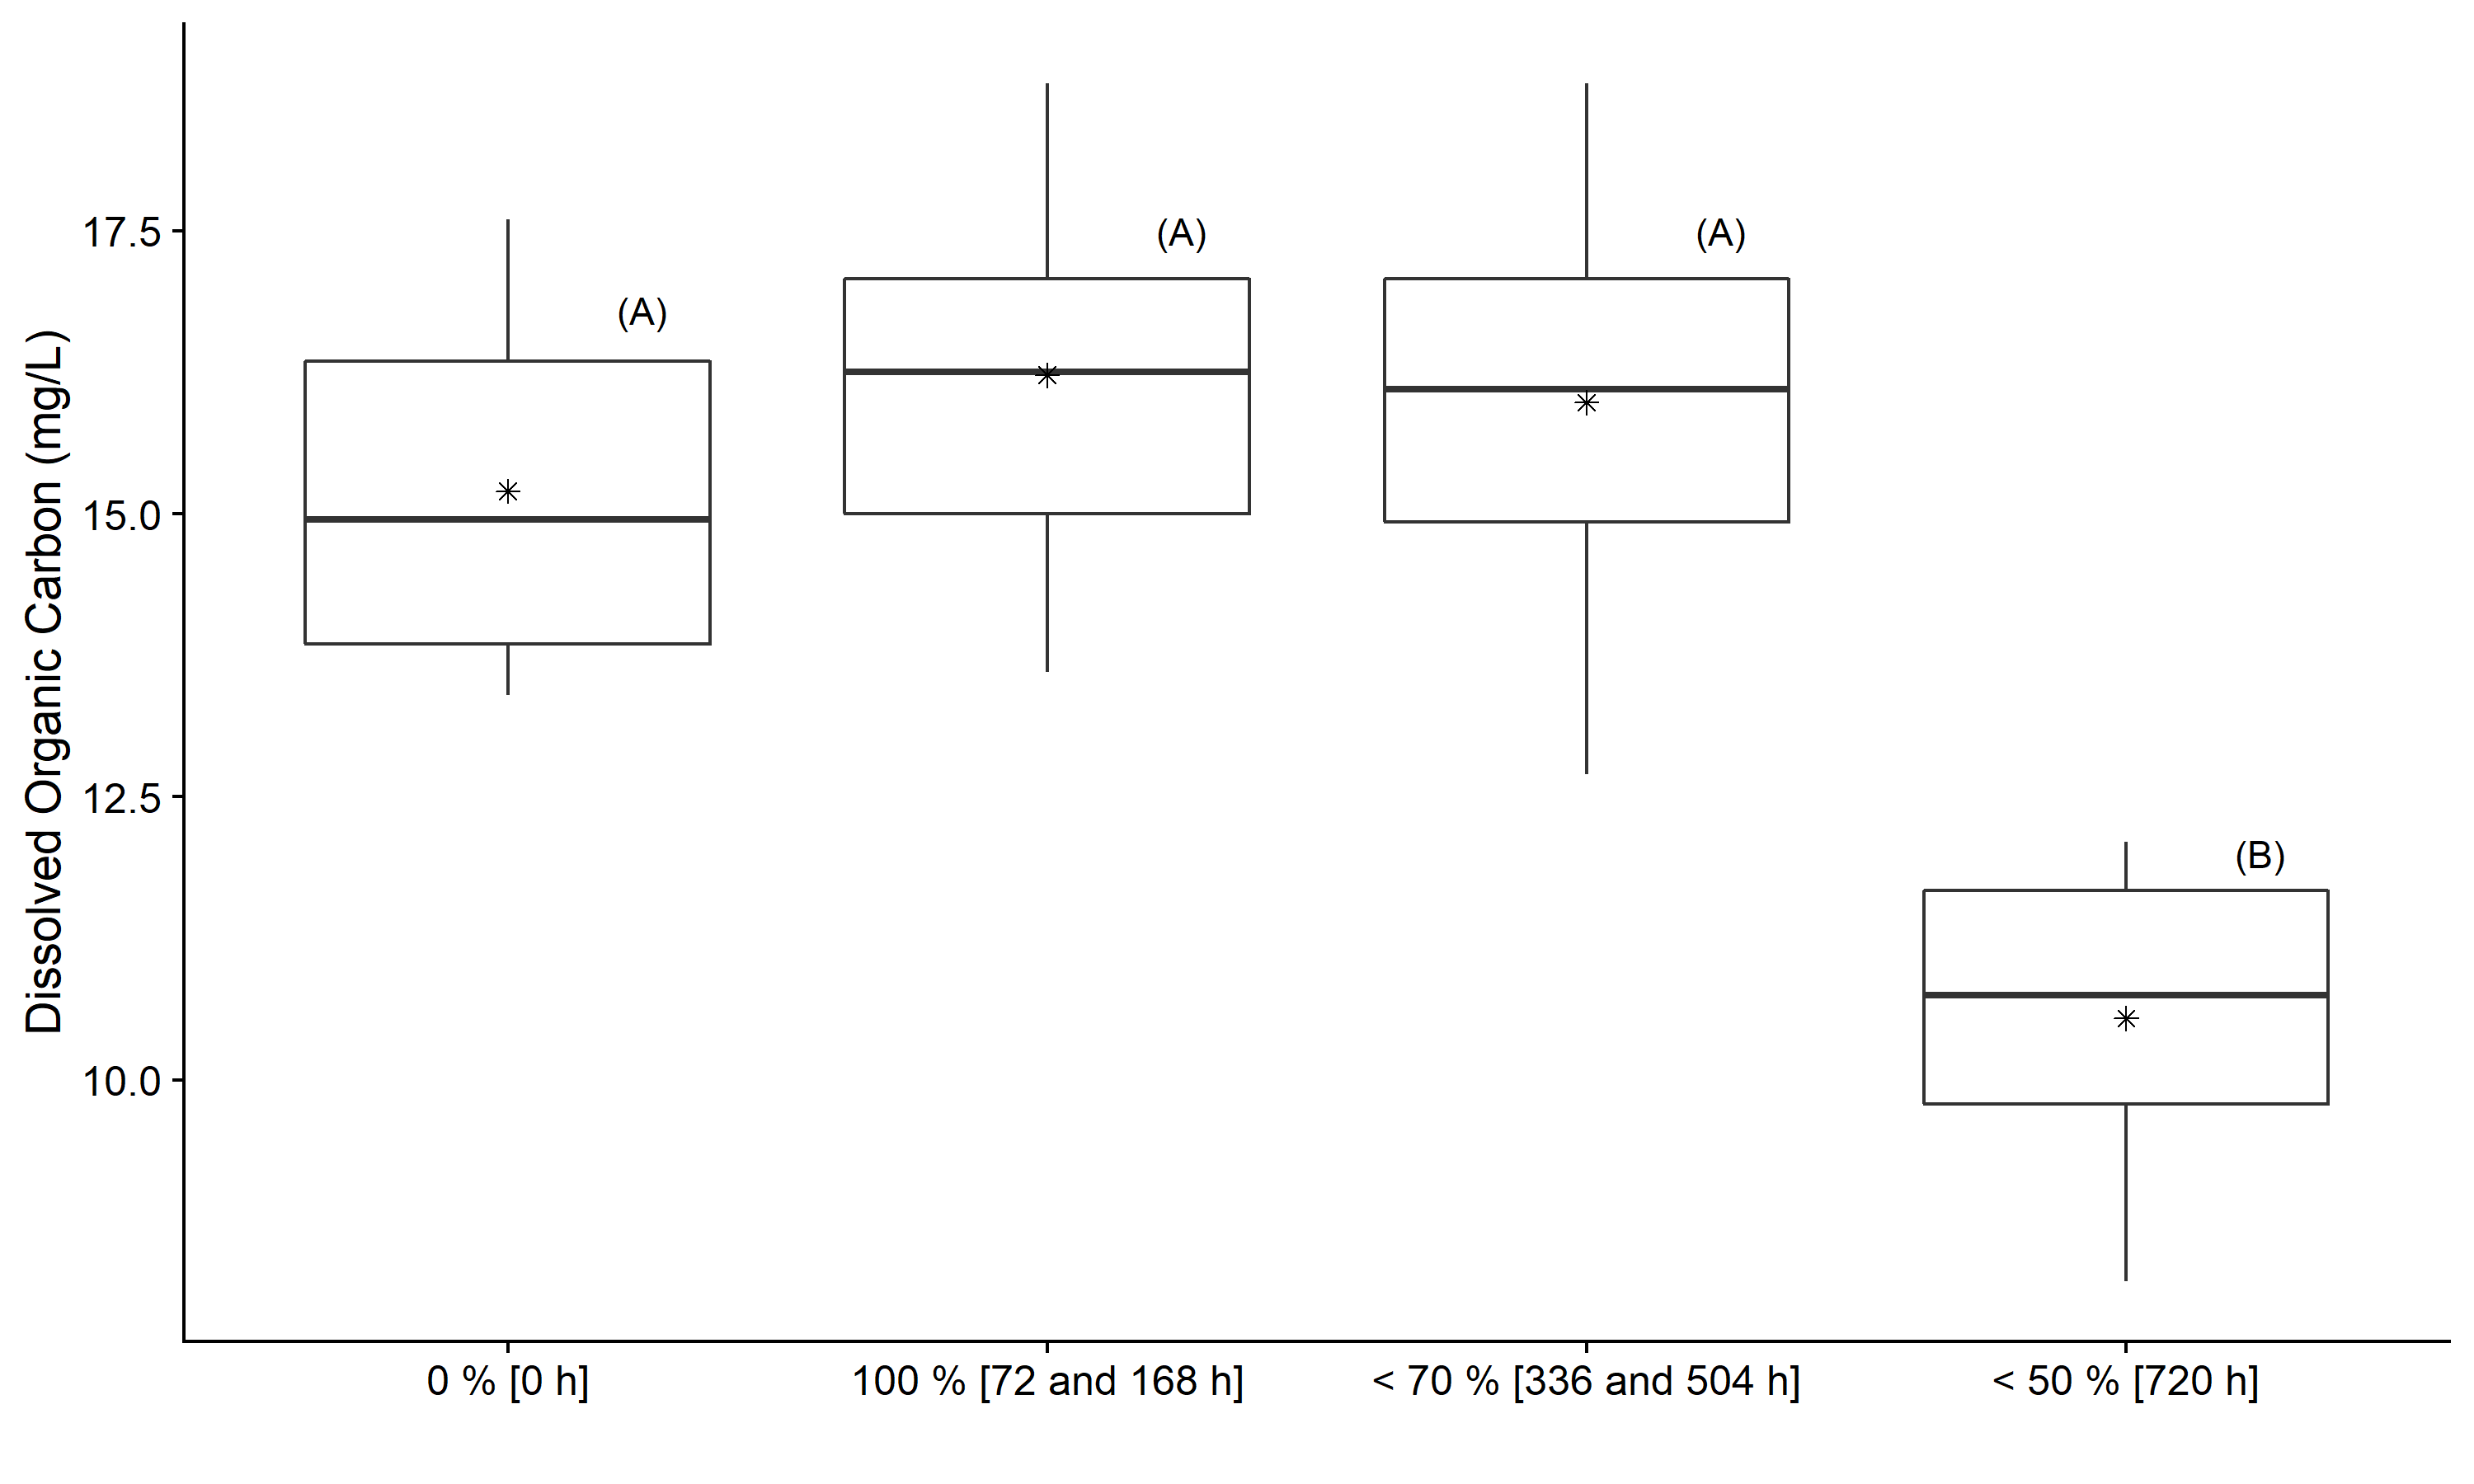 Dissolved Organic Carbon (mg/L)
17.5
15.0
12.5
10.0
(A)
(A)
(A)
(B)
0 % [0 h]
100 % [72 and 168 h]
< 70 % [336 and 504 h]
< 50 % [720 h]